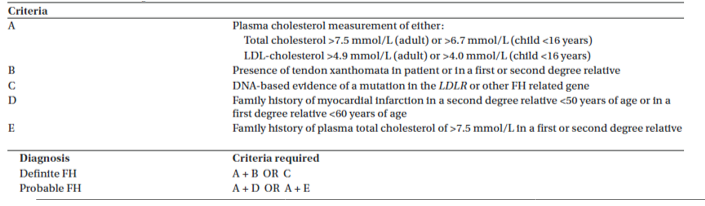 Criteria
A Plasma cholesterol measurement of either:
Total cholesterol >7.5 mmol/L (adult) or >6.7 mmol/L (child <16 years)
LDL-cholesterol >4.9 mmol/L (adult) or >4.0 mmol/L (child <16 years)
B Presence of tendon xanthomata in patient or in a first or second degree relative
C DNA-based evidence of a mutation in the LDLR or other FH related gene
D Family history of myocardial infarction in a second degree relative <50 years of age or in a
first degree relative <60 years of age
E Family history of plasma total cholesterol of >7.5 mmol/L in a first or second degree relative
Diagnosis Criteria required
Definite FH A + B OR C
Probable FH A + D OR A + E